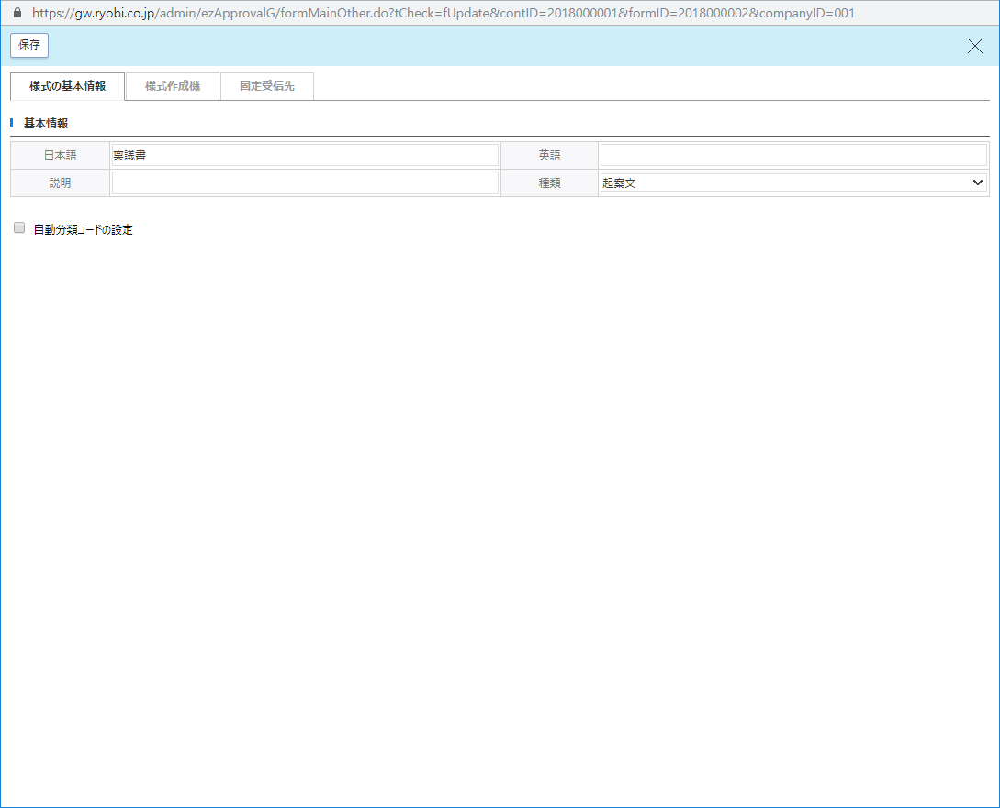 https://gw.ryobi.co.jp/admin/ezApprovalG/formMainOther.do?tCheck=fUpdate&contID=2018000001&formID=2018000002&companyID=001
保存
様式の基本情報 様式作成機 固定受信先
基本情報
日本語 稟議書 英語
説明 種類 起案文
自動分類コードの設定